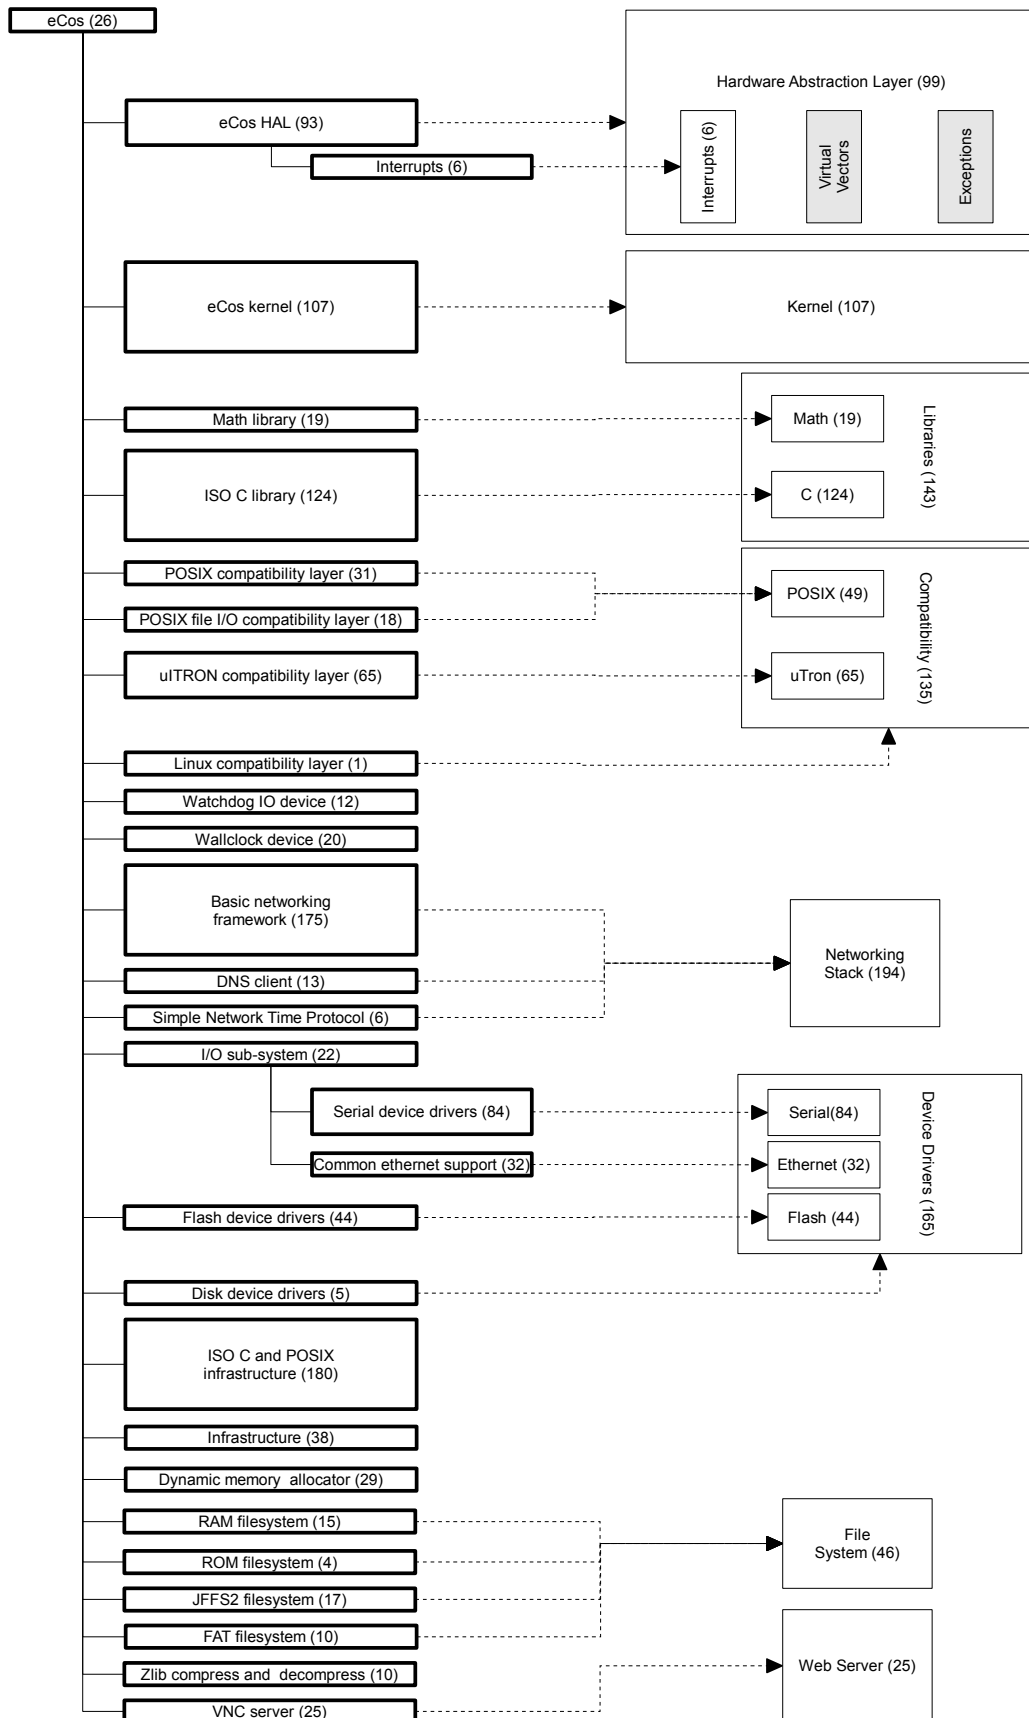 eCos (26)
Hardware Abstraction Layer (99)
eCos HAL (93)
Interrupts (6)
Interrupts (6)
Virtual
Vectors
Exceptions
eCos kernel (107)
Kernel (107)
Math library (19)
Math (19)
Libraries (143)
ISO C library (124)
C (124)
POSIX compatibility layer (31)
POSIX (49)
Compatibility (135)
POSIX file I/O compatibility layer (18)
uITRON compatibility layer (65)
uTron (65)
Linux compatibility layer (1)
Watchdog IO device (12)
Wallclock device (20)
Basic networking
framework (175)
Networking
Stack (194)
DNS client (13)
Simple Network Time Protocol (6)
I/O sub-system (22)
Serial device drivers (84)
Serial(84)
Device Drivers (165)
Common ethernet support (32)
Ethernet (32)
Flash device drivers (44)
Flash (44)
Disk device drivers (5)
ISO C and POSIX
infrastructure (180)
Infrastructure (38)
Dynamic memory  allocator (29)
RAM filesystem (15)
File
System (46)
ROM filesystem (4)
JFFS2 filesystem (17)
FAT filesystem (10)
Zlib compress and  decompress (10)
Web Server (25)
VNC server (25)